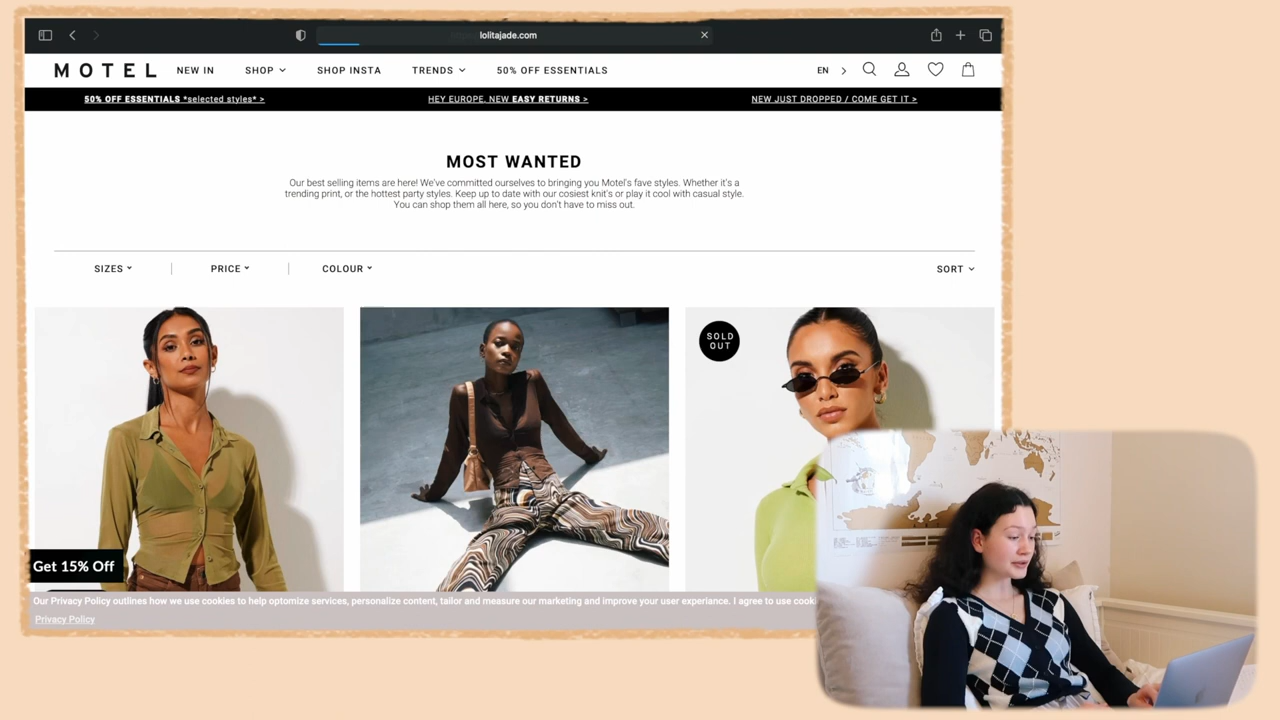 lolitajade.com
MOTEL
NEW IN SHOP SHOP INSTA TRENDS 50% OFF ESSENTIALS
EN
50% OFF ESSENTIALS *selected styles* >
HEY EUROPE, NEW EASY RETURNS >
NEW JUST DROPPED / COME GET IT >
MOST WANTED
Our best selling items are here! We've committed ourselves to bringing you Motel's fave styles. Whether it's a
trending print, or the hottest party styles. Keep up to date with our cosiest knit's or play it cool with casual style.
You can shop them all here, so you don't have to miss out.
SIZES PRICE COLOUR
SORT
SOLD
OUT
Get 15% Off
Our Privacy Policy outlines how we use cookies to help optomize services, personalize content, tailor and measure our marketing and improve your user experiance. I agree to use cooki
Privacy Policy